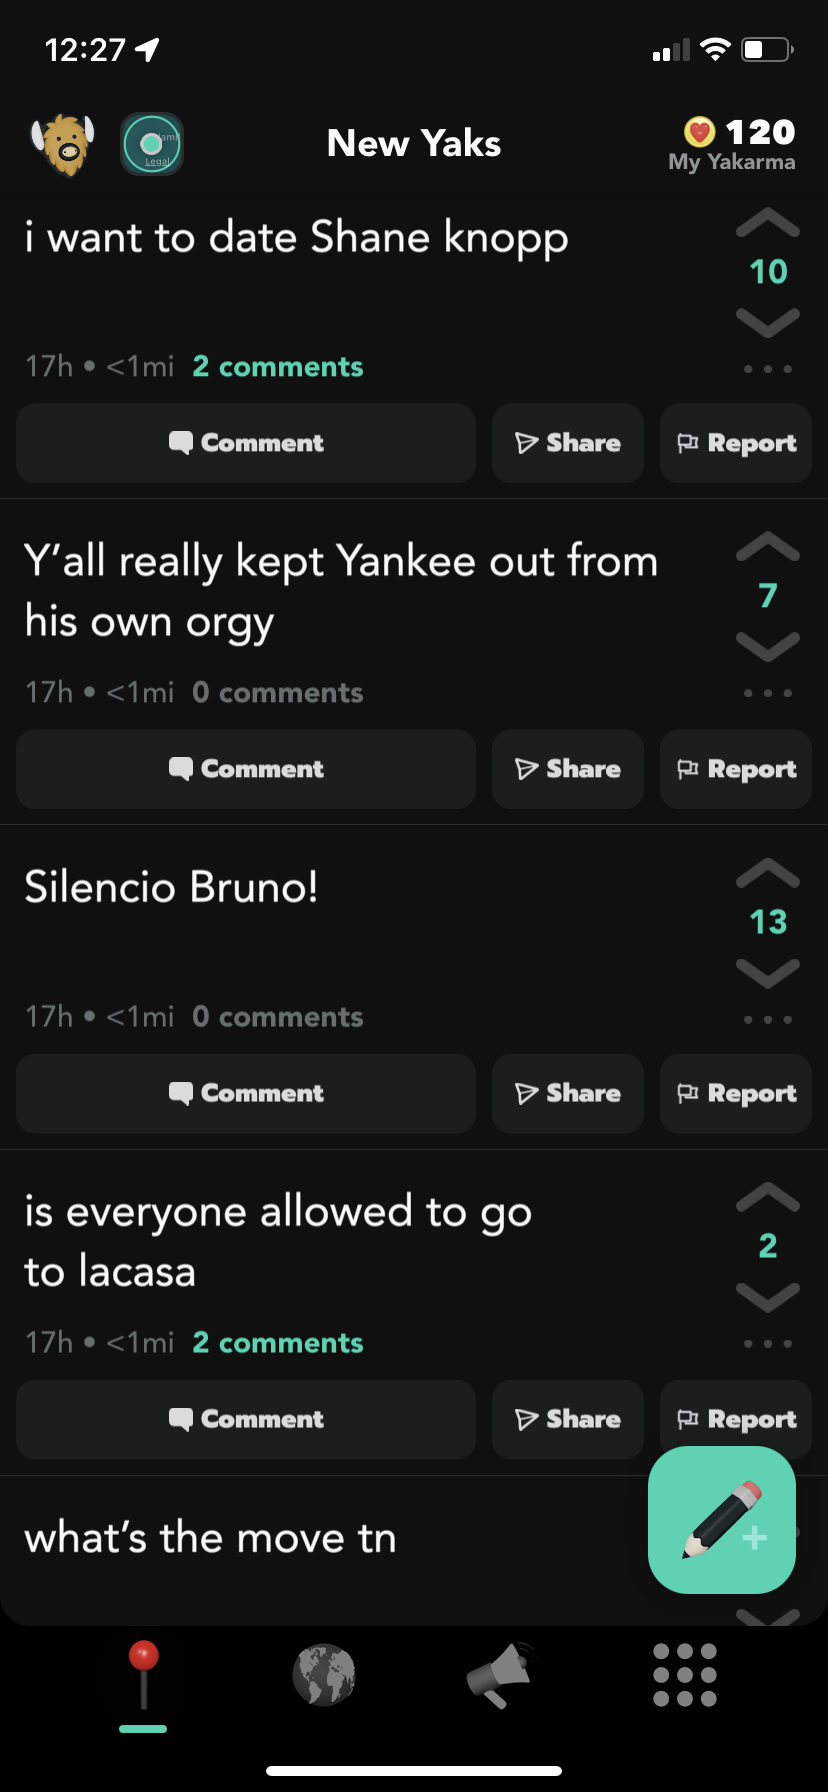 12:27
Legal
New Yaks
120
My Yakarma
i want to date Shane knopp
10
17h • <1mi 2 comments
Comment Share Report
Y’all really kept Yankee out from
his own orgy
7
17h • <1mi 0 comments
Comment Share Report
Silencio Bruno!
13
17h • <1mi 0 comments
Comment Share Report
is everyone allowed to go
to lacasa
2
17h • <1mi 2 comments
Comment Share Report
what’s the move tn